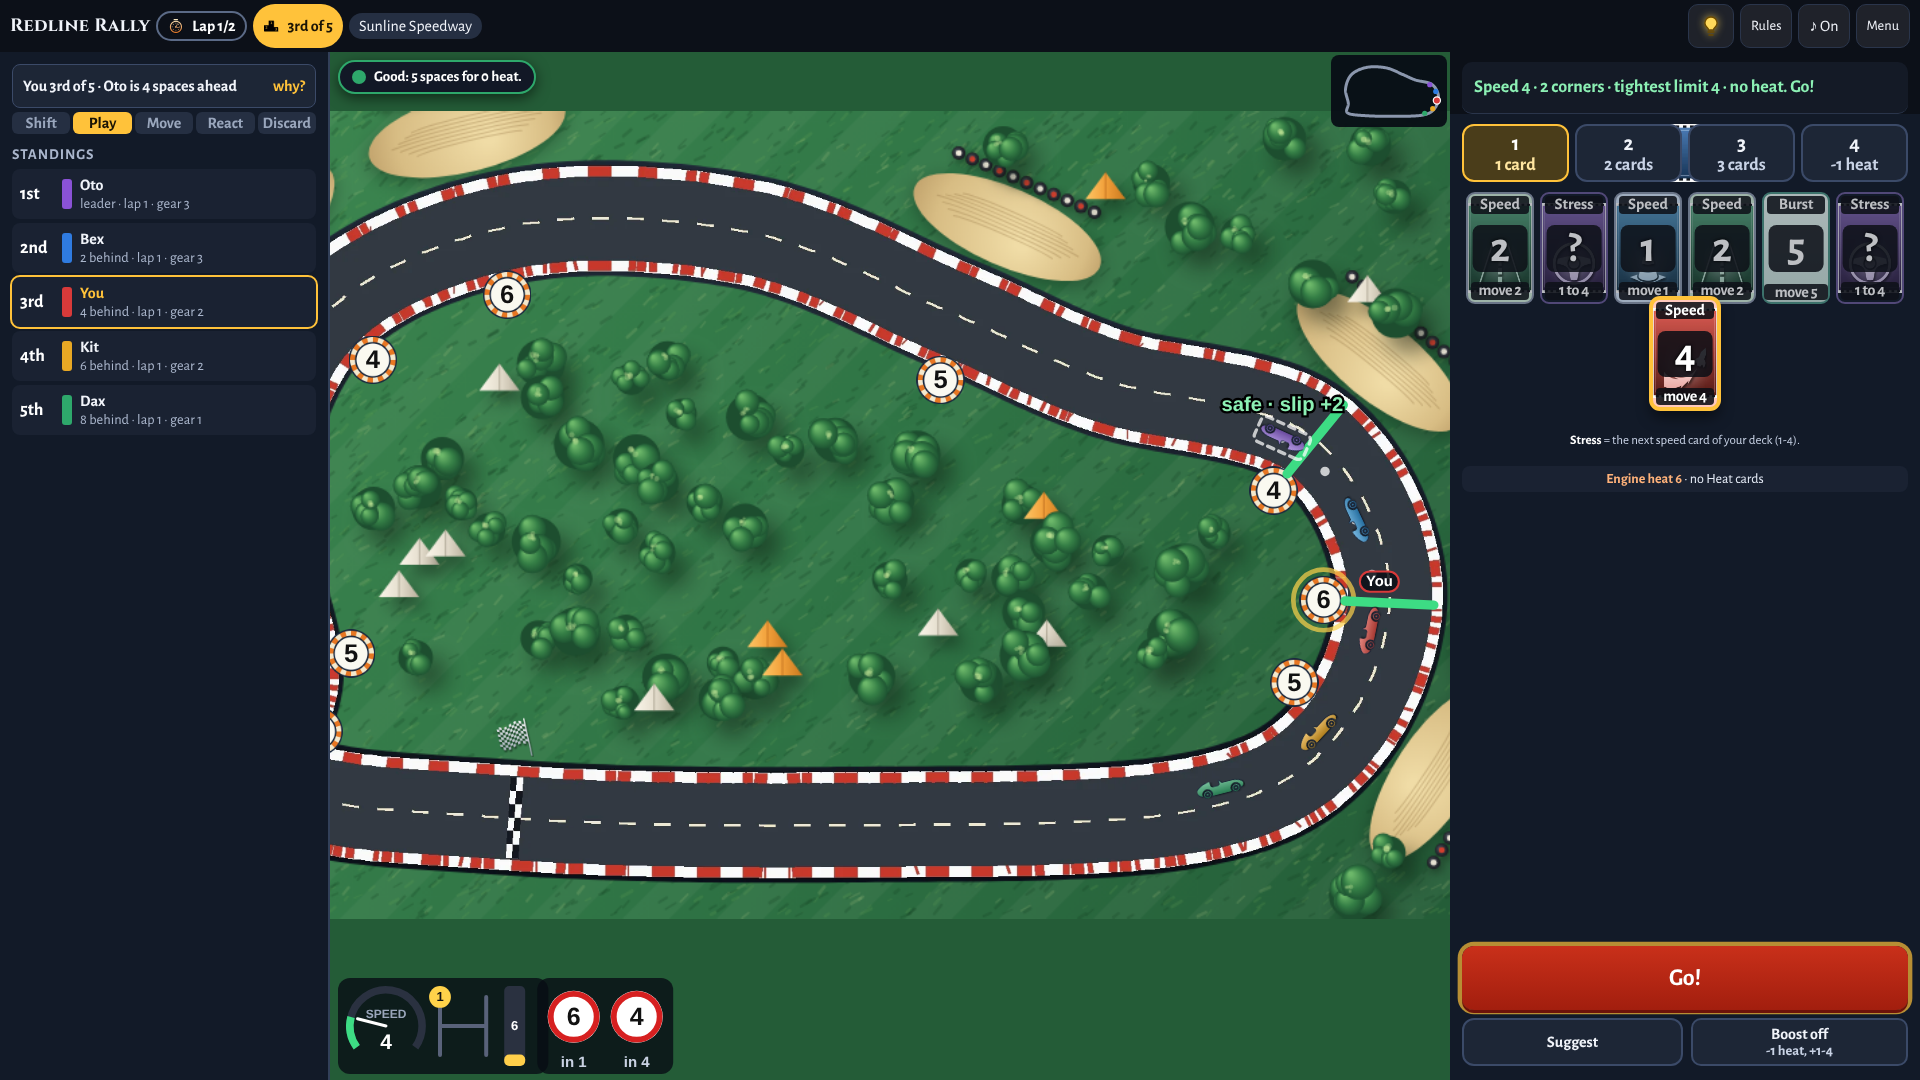 REDLINE RALLY
Lap 1/2
3rd of 5
Sunline Speedway
Rules
♪ On
Menu
You 3rd of 5 · Oto is 4 spaces ahead
why?
Shift
Play
Move
React
Discard
STANDINGS
1st
Oto
leader · lap 1 · gear 3
2nd
Bex
2 behind · lap 1 · gear 3
3rd
You
4 behind · lap 1 · gear 2
4th
Kit
6 behind · lap 1 · gear 2
5th
Dax
8 behind · lap 1 · gear 1
Good: 5 spaces for 0 heat.
6
4
5
safe · slip +2
4
You
6
5
5
SPEED
4
1
6
6
in 1
4
in 4
Speed 4 · 2 corners · tightest limit 4 · no heat. Go!
1
1 card
2
2 cards
3
3 cards
4
-1 heat
Speed
2
move 2
Stress
?
1 to 4
Speed
1
move 1
Speed
2
move 2
Burst
5
move 5
Stress
?
1 to 4
Speed
4
move 4
Stress = the next speed card of your deck (1-4).
Engine heat 6 · no Heat cards
Go!
Suggest
Boost off
-1 heat, +1-4